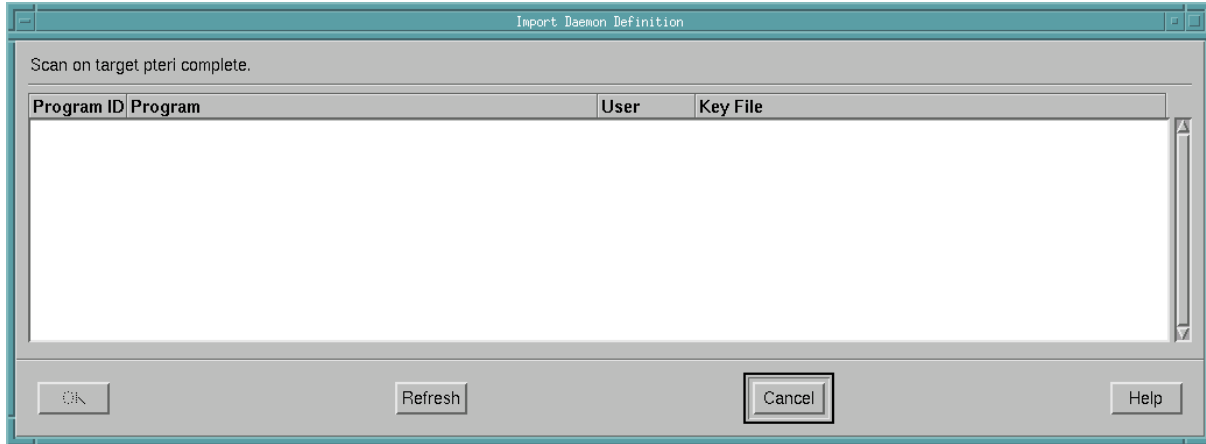 Import Daemon Definition
Scan on target pteri complete.
Program ID Program User Key File
OK Refresh Cancel Help